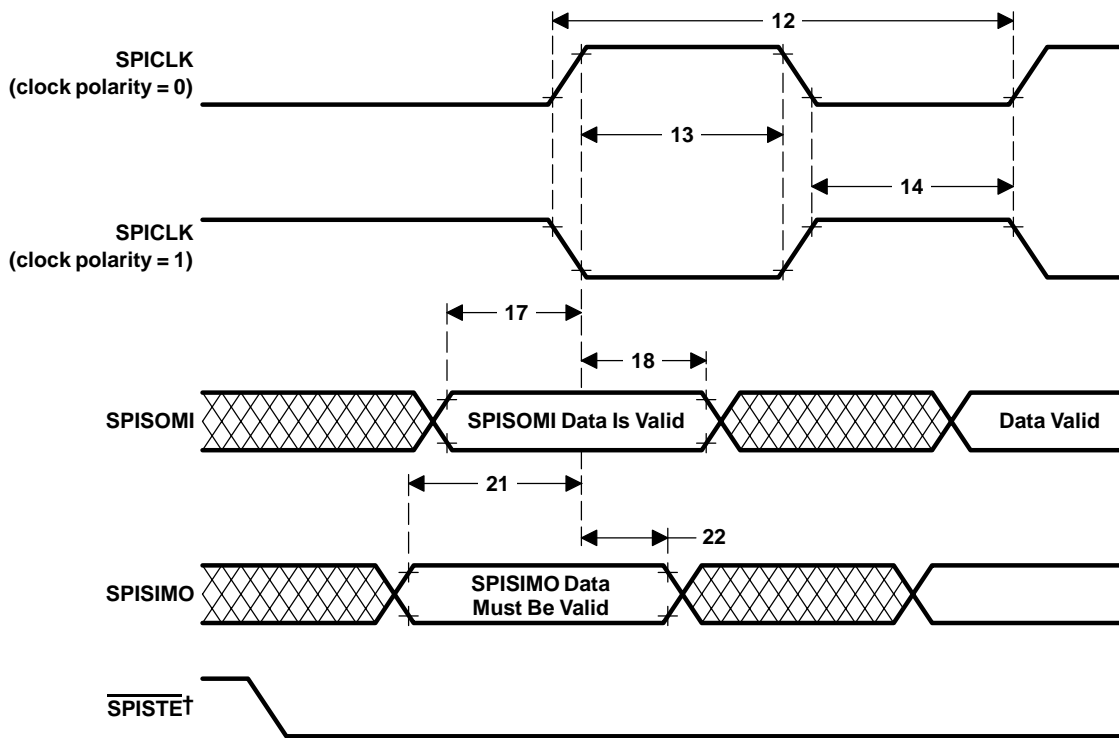 12
SPICLK
(clock polarity = 0)
13
14
SPICLK
(clock polarity = 1)
17
18
SPISOMI
SPISOMI Data Is Valid
Data Valid
21
22
SPISIMO
SPISIMO Data
Must Be Valid
SPISTE†